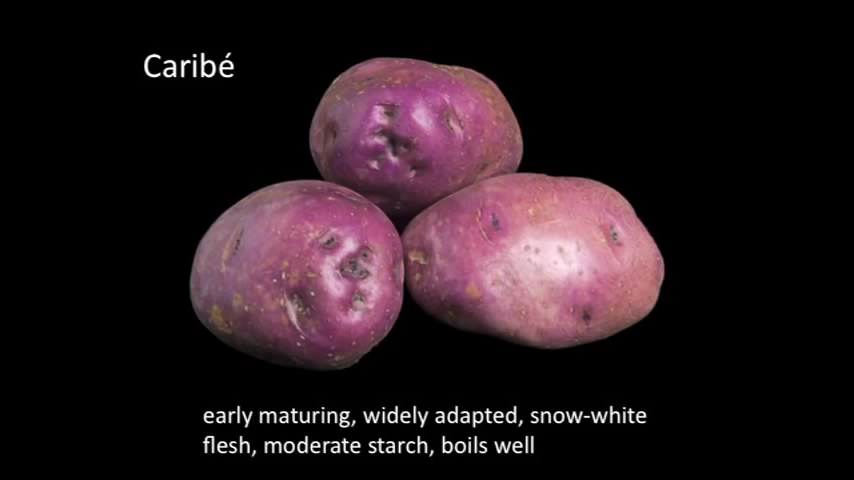 Caribé
early maturing, widely adapted, snow-white
flesh, moderate starch, boils well